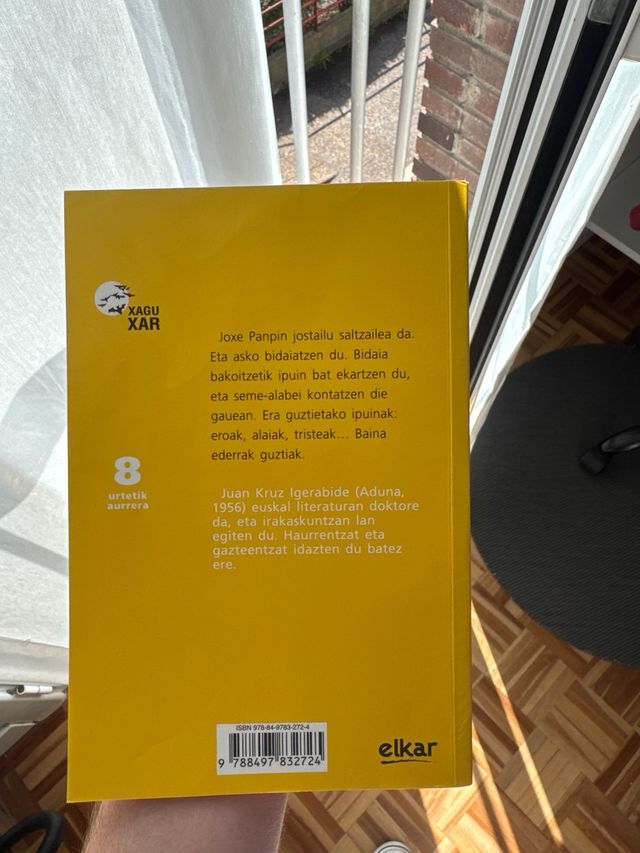 XAGU
XAR
Joxe Panpin jostailu saltzailea da.
Eta asko bidaiatzen du. Bidaia
bakoitzetik ipuin bat ekartzen du,
eta seme-alabei kontatzen die
gauean. Era guztietako ipuinak:
eroak, alaiak, tristeak... Baina
ederrak guztiak.
8
urtetik
aurrera
Juan Kruz Igerabide (Aduna,
1956) euskal literaturan doktore
da, eta irakaskuntzan lan
egiten du. Haurrentzat eta
gazteentzat idazten du batez
ere.
ISBN 978-84-9783-272-4
9 788497 832724
elkar